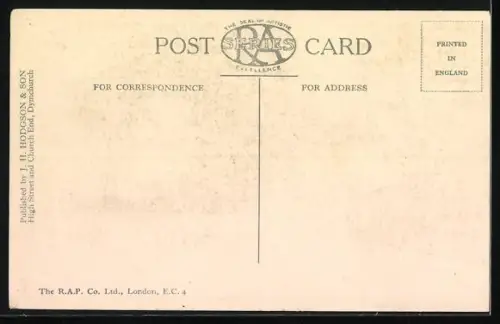 THE SEAL OF ARTISTIC
POST RA SERIES CARD
EXCELLENCE
PRINTED
IN
ENGLAND
FOR CORRESPONDENCE
FOR ADDRESS
Published by J. H. HODGSON & SON
High Street and Church End, Dymchurch
The R.A.P. Co. Ltd., London, E.C. 4